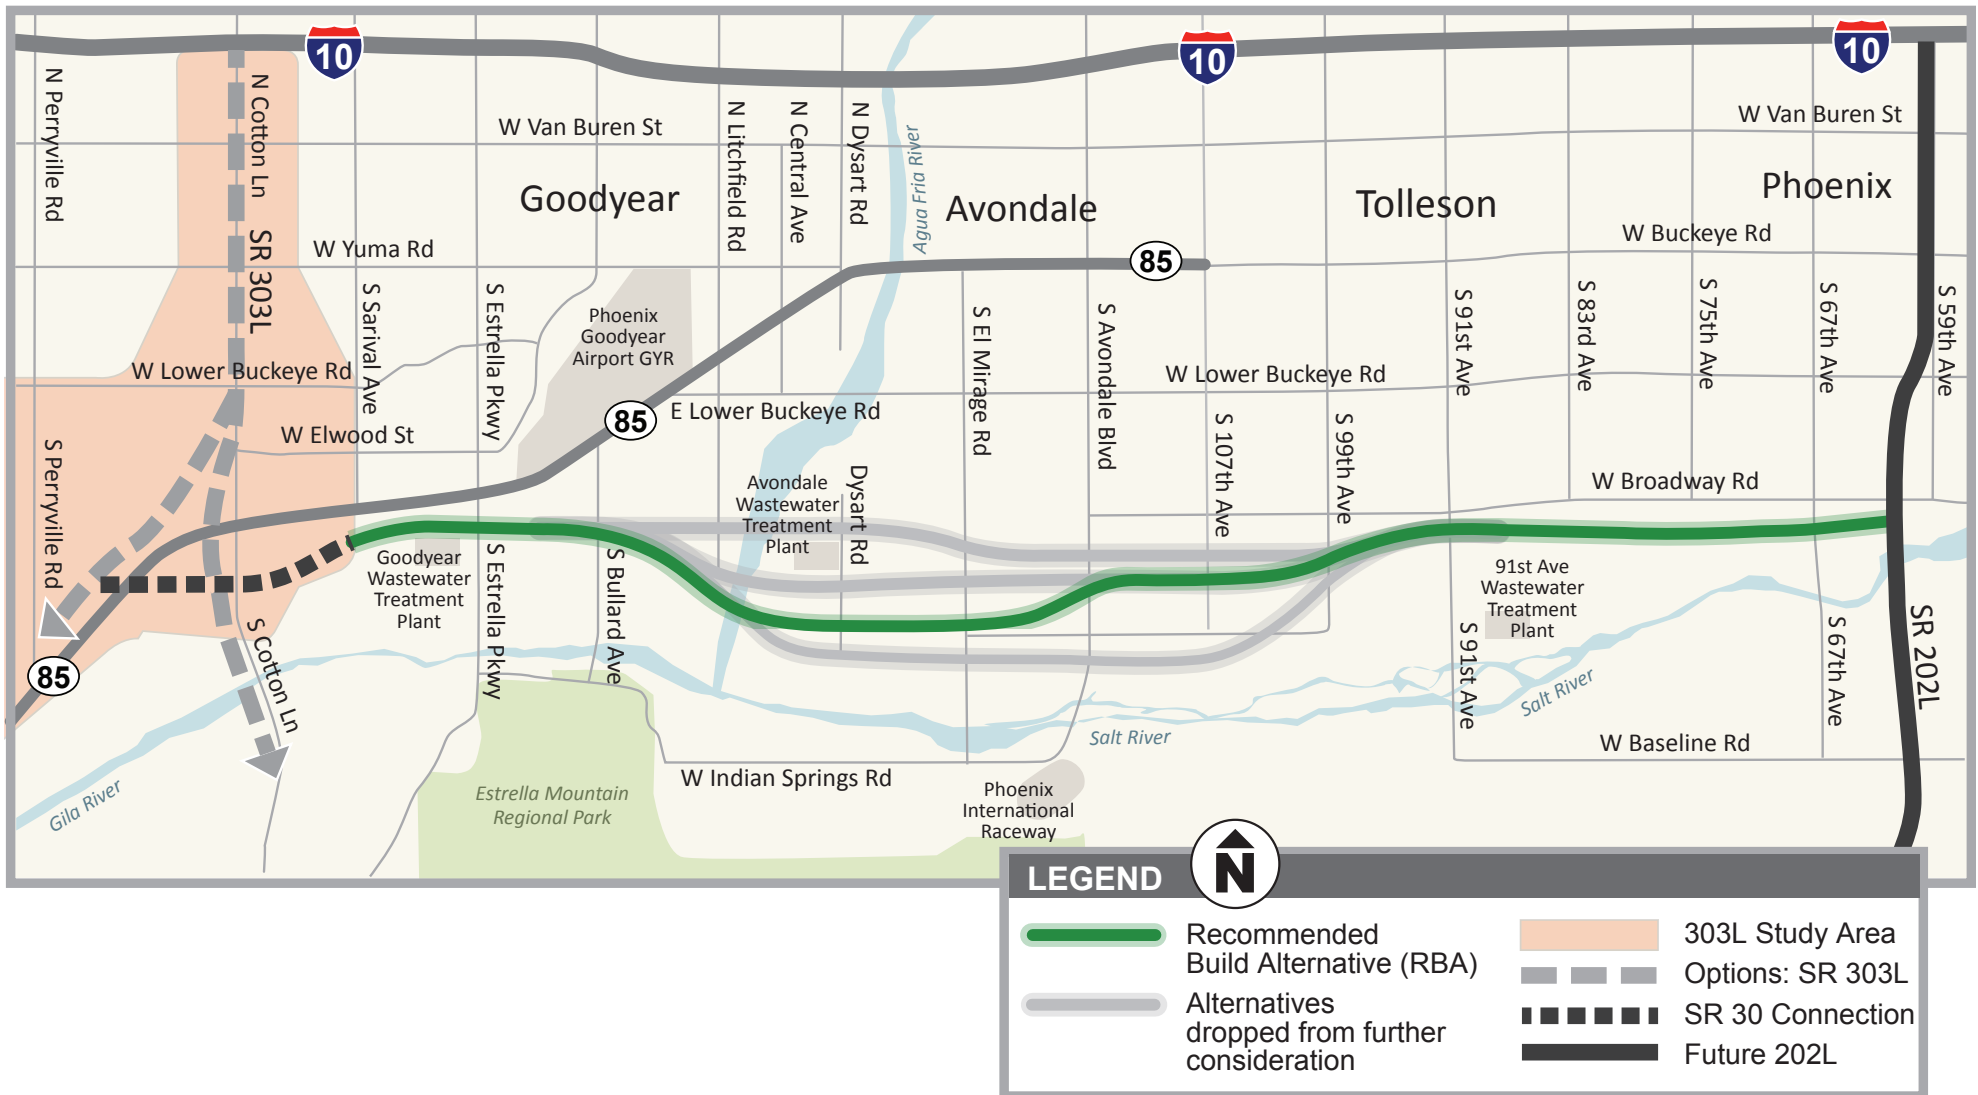 10
10
10
N Perryville Rd
N Cotton Ln
SR 303L
W Van Buren St
N Litchfield Rd
N Central Ave
N Dysart Rd
Agua Fria River
W Van Buren St
Goodyear
Avondale
Tolleson
Phoenix
W Yuma Rd
85
W Buckeye Rd
S Sarival Ave
S Estrella Pkwy
Phoenix
Goodyear
Airport GYR
S El Mirage Rd
S Avondale Blvd
S 91st Ave
S 83rd Ave
S 75th Ave
S 67th Ave
S 59th Ave
W Lower Buckeye Rd
W Lower Buckeye Rd
85
E Lower Buckeye Rd
W Elwood St
S Perryville Rd
S 107th Ave
S 99th Ave
Avondale
Wastewater
Treatment
Plant
Dysart Rd
W Broadway Rd
Goodyear
Wastewater
Treatment
Plant
S Estrella Pkwy
S Bullard Ave
91st Ave
Wastewater
Treatment
Plant
S 91st Ave
S 67th Ave
SR 202L
85
S Cotton Ln
Salt River
Salt River
W Baseline Rd
Gila River
Estrella Mountain
Regional Park
W Indian Springs Rd
Phoenix
International
Raceway
LEGEND
N
Recommended
Build Alternative (RBA)
Alternatives
dropped from further
consideration
303L Study Area
Options: SR 303L
SR 30 Connection
Future 202L